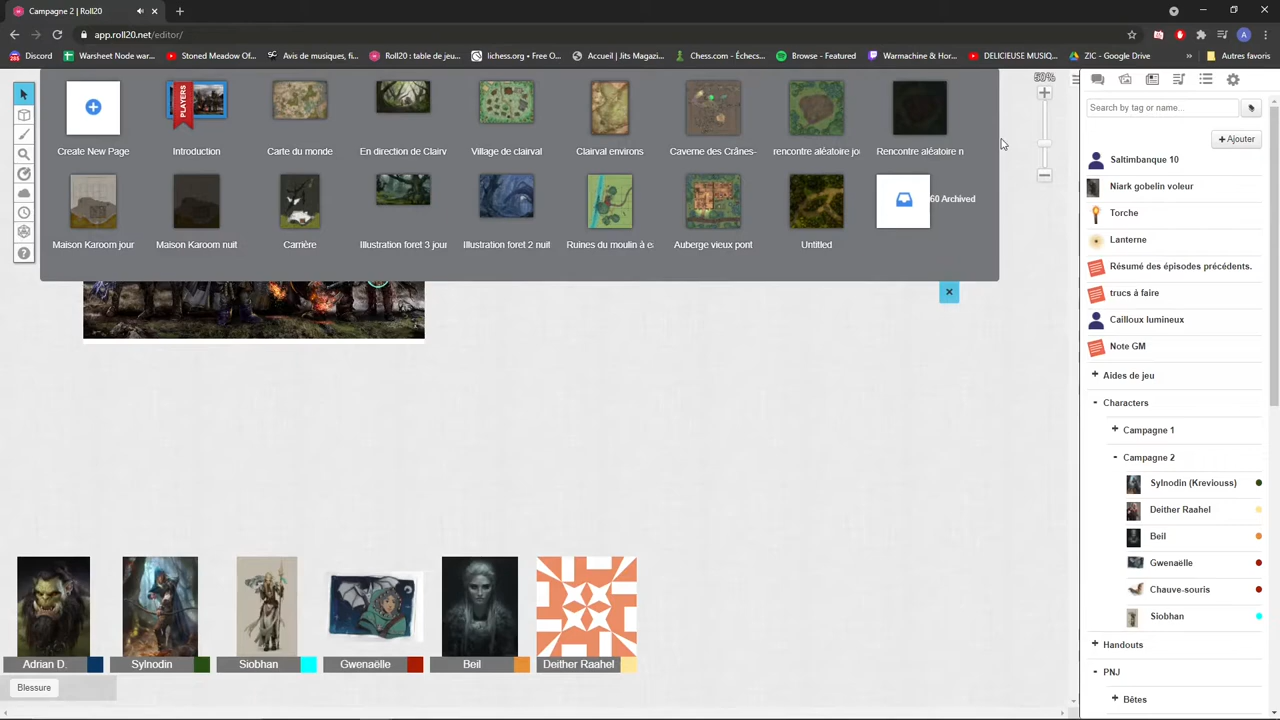 Campagne 2 | Roll20
app.roll20.net/editor/
Discord
Warsheet Node warp...
Stoned Meadow Of...
Avis de musiques, fi...
Roll20 : table de jeu...
lichess.org • Free O...
Accueil | Jits Magazi...
Chess.com - Échecs...
Browse - Featured
Warmachine & Hor...
DELICIEUSE MUSIQ...
ZIC - Google Drive
Autres favoris
PLAYERS
Create New Page
Introduction
Carte du monde
En direction de Clairv
Village de clairval
Clairval environs
Caverne des Crânes-
rencontre aléatoire jo
Rencontre aléatoire n
Maison Karoom jour
Maison Karoom nuit
Carrière
Illustration foret 3 jour
Illustration foret 2 nuit
Ruines du moulin à e
Auberge vieux pont
Untitled
60 Archived
50%
Search by tag or name...
+ Ajouter
Saltimbanque 10
Niark gobelin voleur
Torche
Lanterne
Résumé des épisodes précédents.
trucs à faire
Cailloux lumineux
Note GM
+ Aides de jeu
- Characters
+ Campagne 1
- Campagne 2
Sylnodin (Kreviouss)
Deither Raahel
Beil
Gwenaelle
Chauve-souris
Siobhan
+ Handouts
- PNJ
+ Bêtes
Adrian D.
Sylnodin
Siobhan
Gwenaëlle
Beil
Deither Raahel
Blessure